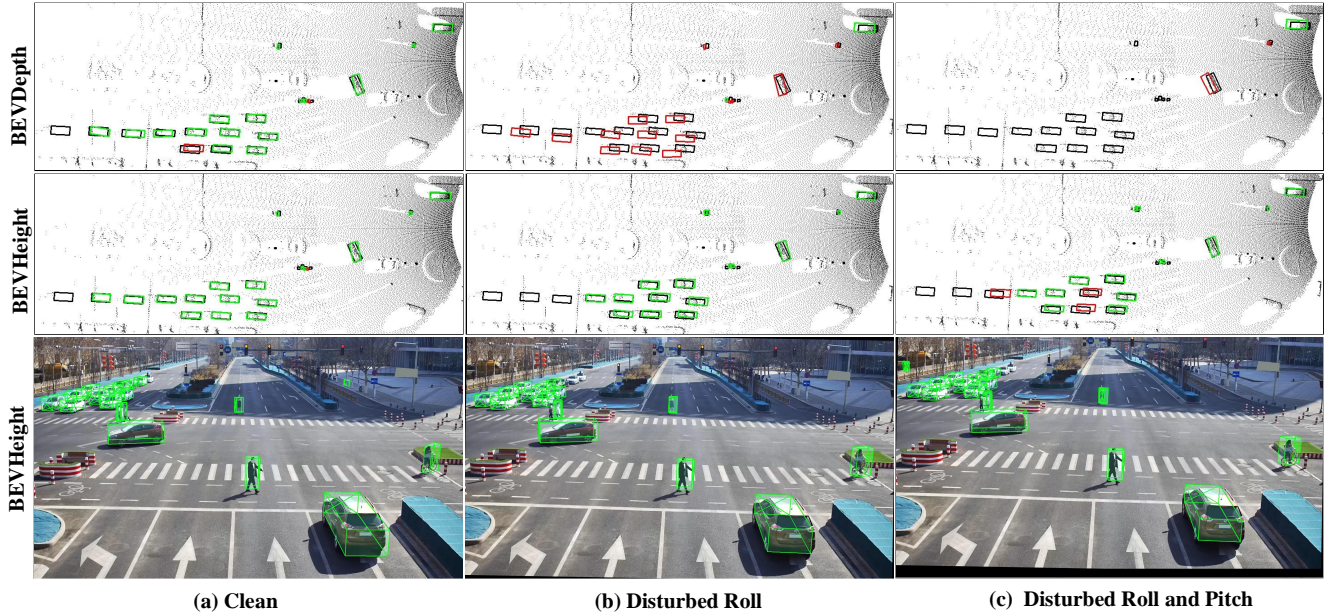 BEVDepth
BEVHeight
BEVHeight
(a) Clean
(b) Disturbed Roll
(c) Disturbed Roll and Pitch